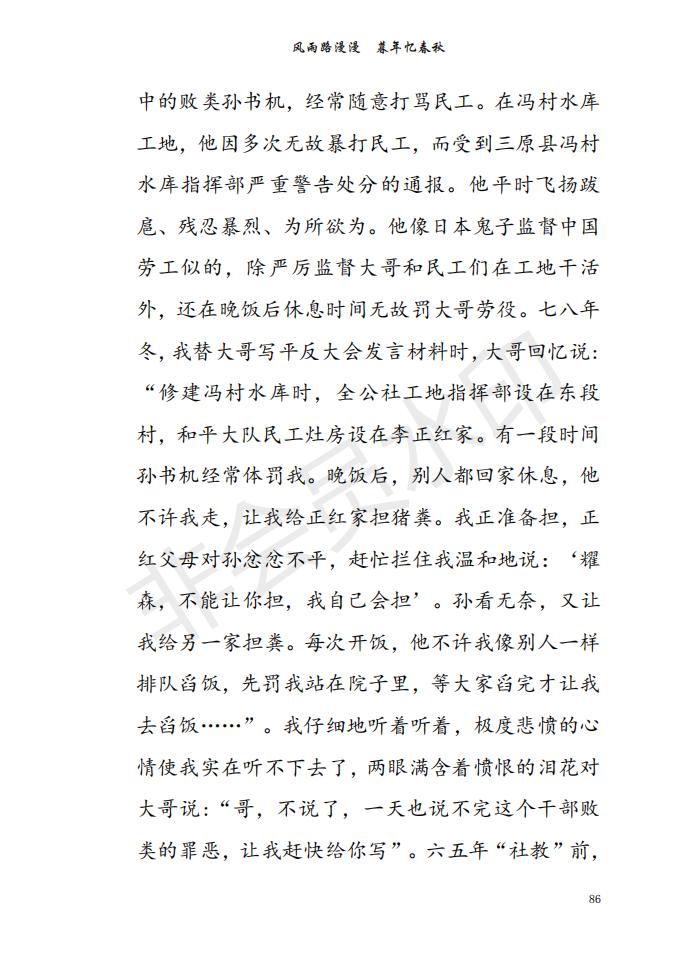 风雨路漫漫　暮年忆春秋
中的败类孙书机，经常随意打骂民工。在冯村水库
工地，他因多次无故暴打民工，而受到三原县冯村
水库指挥部严重警告处分的通报。他平时飞扬跋
扈、残忍暴烈、为所欲为。他像日本鬼子监督中国
劳工似的，除严厉监督大哥和民工们在工地干活
外，还在晚饭后休息时间无故罚大哥劳役。七八年
冬，我替大哥写平反大会发言材料时，大哥回忆说：
“修建冯村水库时，全公社工地指挥部设在东段
村，和平大队民工灶房设在李正红家。有一段时间
孙书机经常体罚我。晚饭后，别人都回家休息，他
不许我走，让我给正红家担猪粪。我正准备担，正
红父母对孙忿忿不平，赶忙拦住我温和地说：‘耀
森，不能让你担，我自己会担’。孙看无奈，又让
我给另一家担粪。每次开饭，他不许我像别人一样
排队舀饭，先罚我站在院子里，等大家舀完才让我
去舀饭……”。我仔细地听着听着，极度悲愤的心
情使我实在听不下去了，两眼满含着愤恨的泪花对
大哥说：“哥，不说了，一天也说不完这个干部败
类的罪恶，让我赶快给你写”。六五年“社教”前，
86
非会员水印